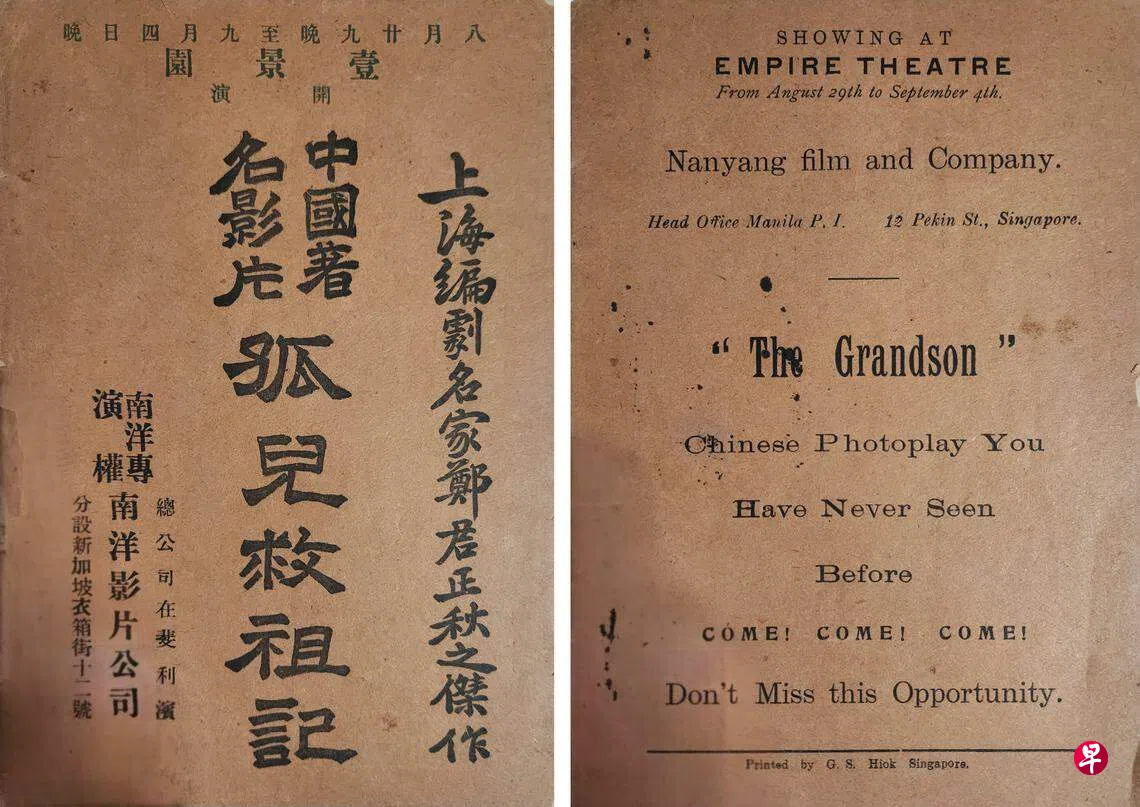 八月廿九晚至九月四日晚
壹景園
開演
上海編劇名家鄭君正秋之傑作
中國著
名影片
孤兒救祖記
總公司在斐利濱
南洋專
演權
南洋影片公司
分設新加坡衣箱街十二號
SHOWING AT
EMPIRE THEATRE
From Angust 29th to September 4th.
Nanyang film and Company.
Head Office Manila P. I. 12 Pekin St., Singapore.
“ The Grandson ”
Chinese Photoplay You
Have Never Seen
Before
COME! COME! COME!
Don't Miss this Opportunity.
Printed by G. S. Hiok Singapore.
早